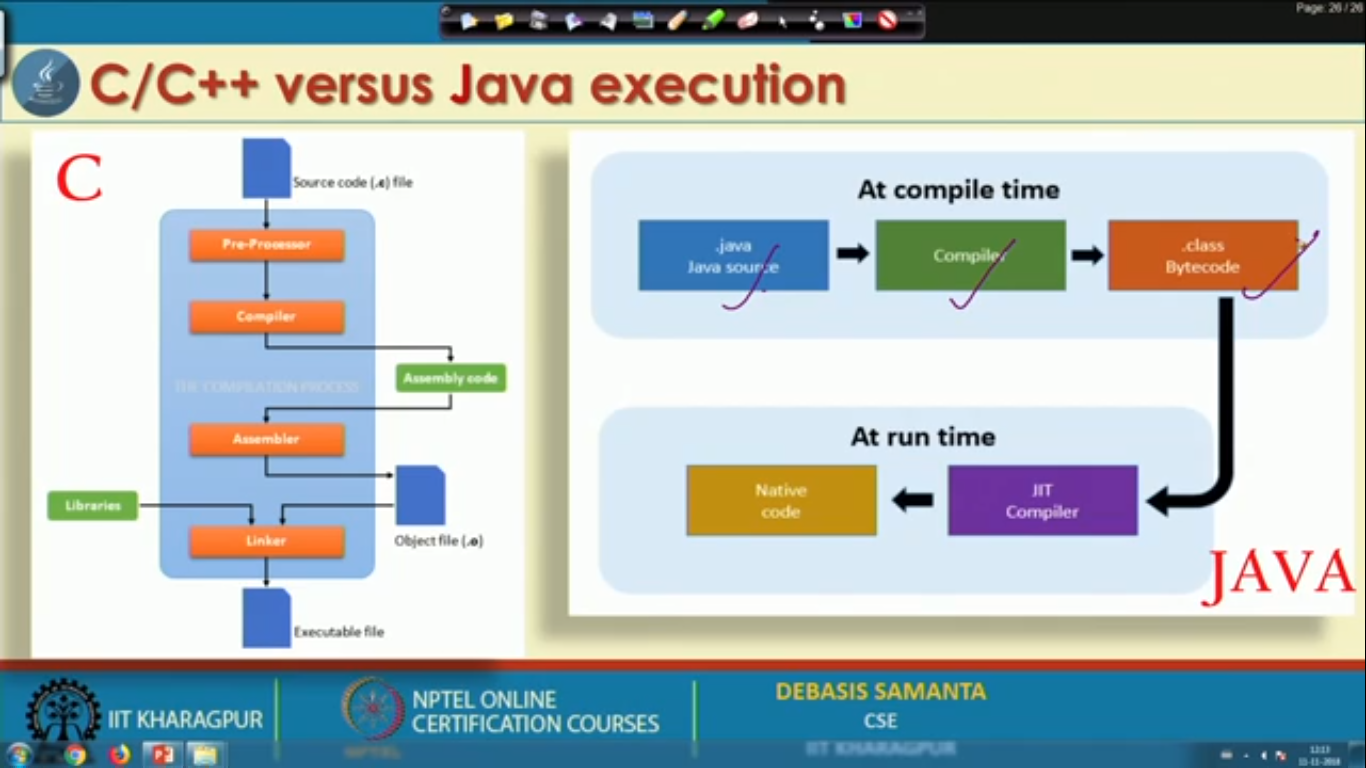 Page: 26 / 26
C/C++ versus Java execution
C
Source code (.c) file
Pre-Processor
Compiler
THE COMPILATION PROCESS
Assembly code
Assembler
Libraries
Linker
Object file (.o)
Executable file
At compile time
.java
Java source
Compiler
.class
Bytecode
At run time
Native
code
JIT
Compiler
JAVA
IIT KHARAGPUR
NPTEL ONLINE
CERTIFICATION COURSES
NPTEL
DEBASIS SAMANTA
CSE
IIT KHARAGPUR
12:13
11-11-2018